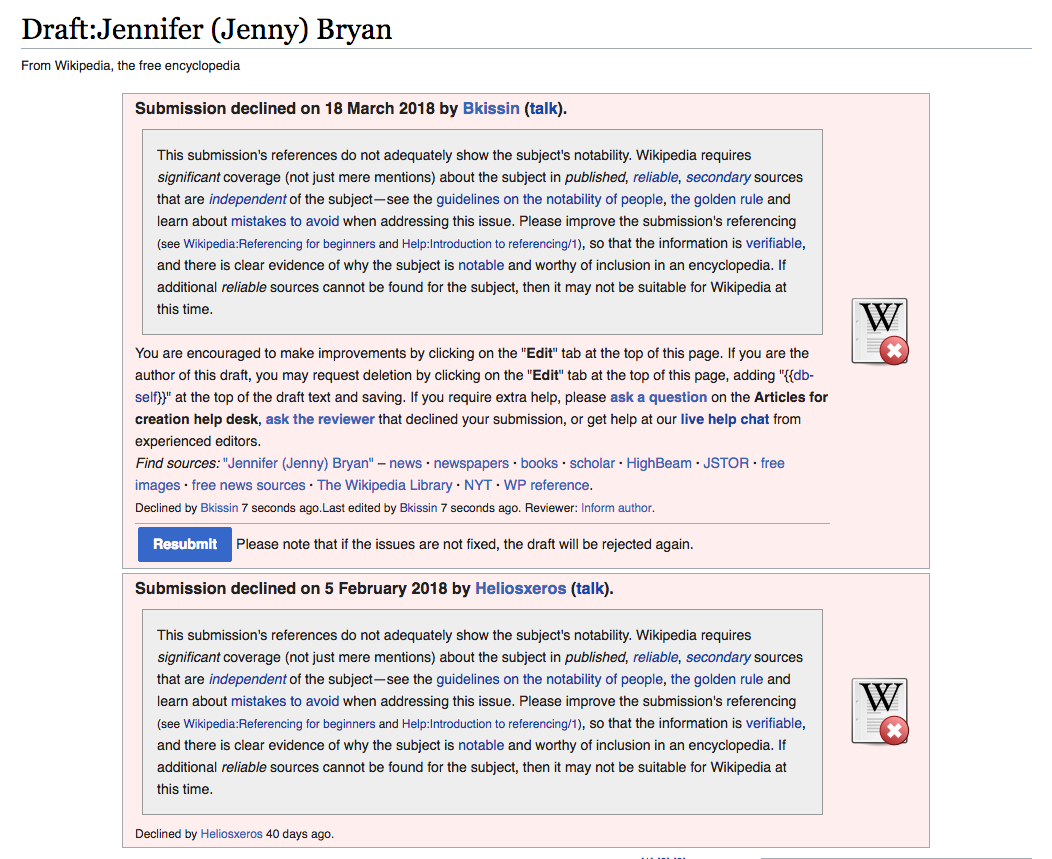 Draft:Jennifer (Jenny) Bryan
From Wikipedia, the free encyclopedia
Submission declined on 18 March 2018 by Bkissin (talk).
This submission's references do not adequately show the subject's notability. Wikipedia requires
significant coverage (not just mere mentions) about the subject in published, reliable, secondary sources
that are independent of the subject—see the guidelines on the notability of people, the golden rule and
learn about mistakes to avoid when addressing this issue. Please improve the submission's referencing
(see Wikipedia:Referencing for beginners and Help:Introduction to referencing/1), so that the information is verifiable,
and there is clear evidence of why the subject is notable and worthy of inclusion in an encyclopedia. If
additional reliable sources cannot be found for the subject, then it may not be suitable for Wikipedia at
this time.
W
You are encouraged to make improvements by clicking on the "Edit" tab at the top of this page. If you are the
author of this draft, you may request deletion by clicking on the "Edit" tab at the top of this page, adding "{{db-
self}}" at the top of the draft text and saving. If you require extra help, please ask a question on the Articles for
creation help desk, ask the reviewer that declined your submission, or get help at our live help chat from
experienced editors.
Find sources: "Jennifer (Jenny) Bryan" – news · newspapers · books · scholar · HighBeam · JSTOR · free
images · free news sources · The Wikipedia Library · NYT · WP reference.
Declined by Bkissin 7 seconds ago.Last edited by Bkissin 7 seconds ago. Reviewer: Inform author.
Resubmit Please note that if the issues are not fixed, the draft will be rejected again.
Submission declined on 5 February 2018 by Heliosxeros (talk).
This submission's references do not adequately show the subject's notability. Wikipedia requires
significant coverage (not just mere mentions) about the subject in published, reliable, secondary sources
that are independent of the subject—see the guidelines on the notability of people, the golden rule and
learn about mistakes to avoid when addressing this issue. Please improve the submission's referencing
(see Wikipedia:Referencing for beginners and Help:Introduction to referencing/1), so that the information is verifiable,
and there is clear evidence of why the subject is notable and worthy of inclusion in an encyclopedia. If
additional reliable sources cannot be found for the subject, then it may not be suitable for Wikipedia at
this time.
W
Declined by Heliosxeros 40 days ago.